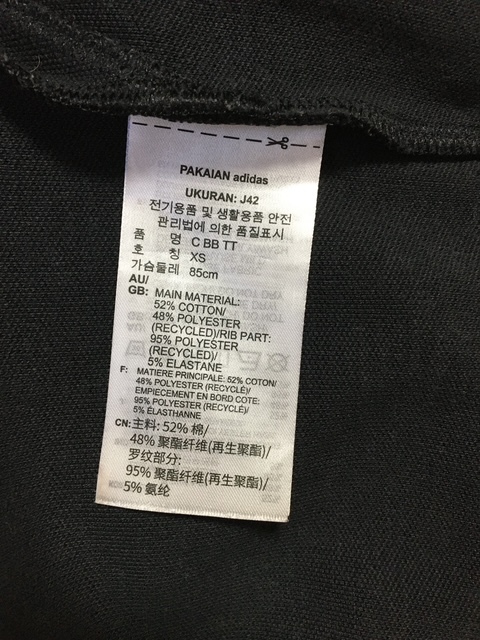 PAKAIAN adidas
UKURAN: J42
전기용품 및 생활용품 안전
관리법에 의한 품질표시
품 명 C BB TT
호 칭 XS
가슴둘레 85cm
AU/
GB: MAIN MATERIAL:
52% COTTON/
48% POLYESTER
(RECYCLED)/RIB PART:
95% POLYESTER
(RECYCLED)/
5% ELASTANE
F: MATIERE PRINCIPALE: 52% COTON/
48% POLYESTER (RECYCLÉ)/
EMPIECEMENT EN BORD COTE:
95% POLYESTER (RECYCLÉ)/
5% ÉLASTHANNE
CN: 主料: 52% 棉/
48% 聚酯纤维(再生聚酯)/
罗纹部分:
95% 聚酯纤维(再生聚酯)/
5% 氨纶